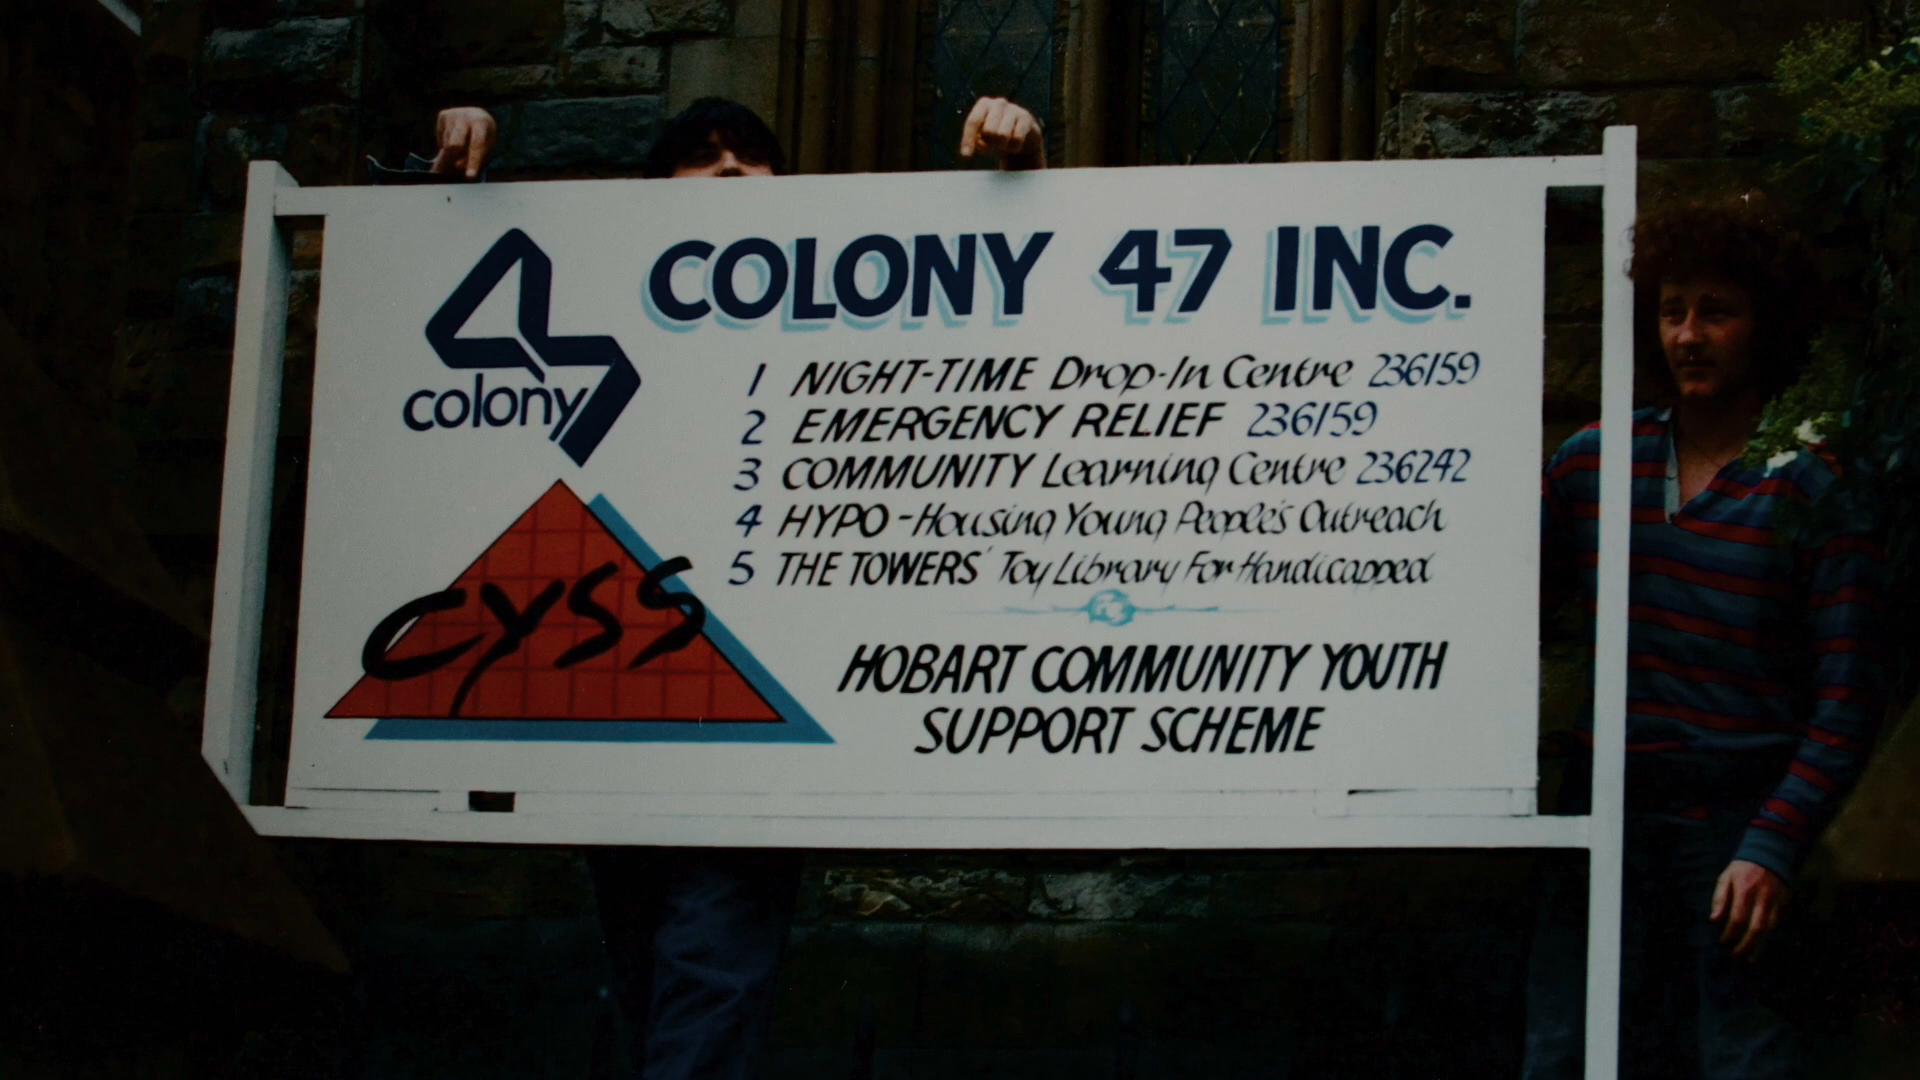 colony
COLONY 47 INC.
1 NIGHT-TIME Drop-In Centre 236159
2 EMERGENCY RELIEF 236159
3 COMMUNITY Learning Centre 236242
4 HYPO - Housing Young People's Outreach
5 THE TOWERS' Toy Library For Handicapped
CYSS
HOBART COMMUNITY YOUTH
SUPPORT SCHEME